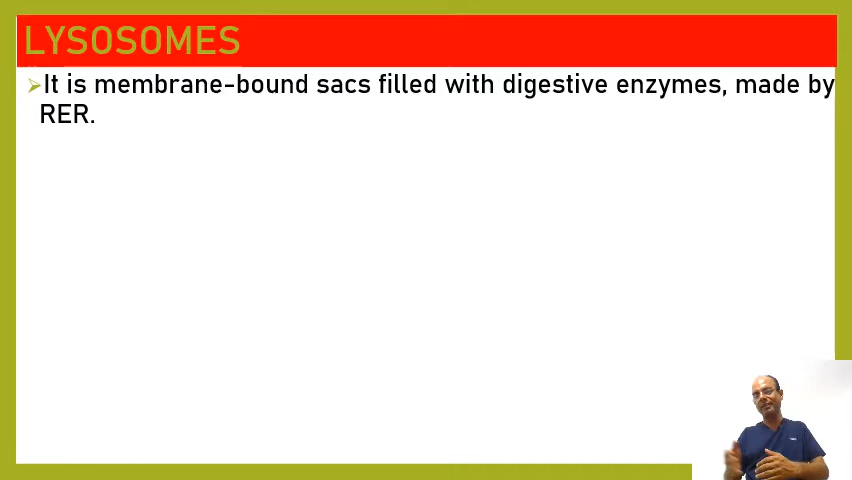 LYSOSOMES
It is membrane-bound sacs filled with digestive enzymes, made by
RER.